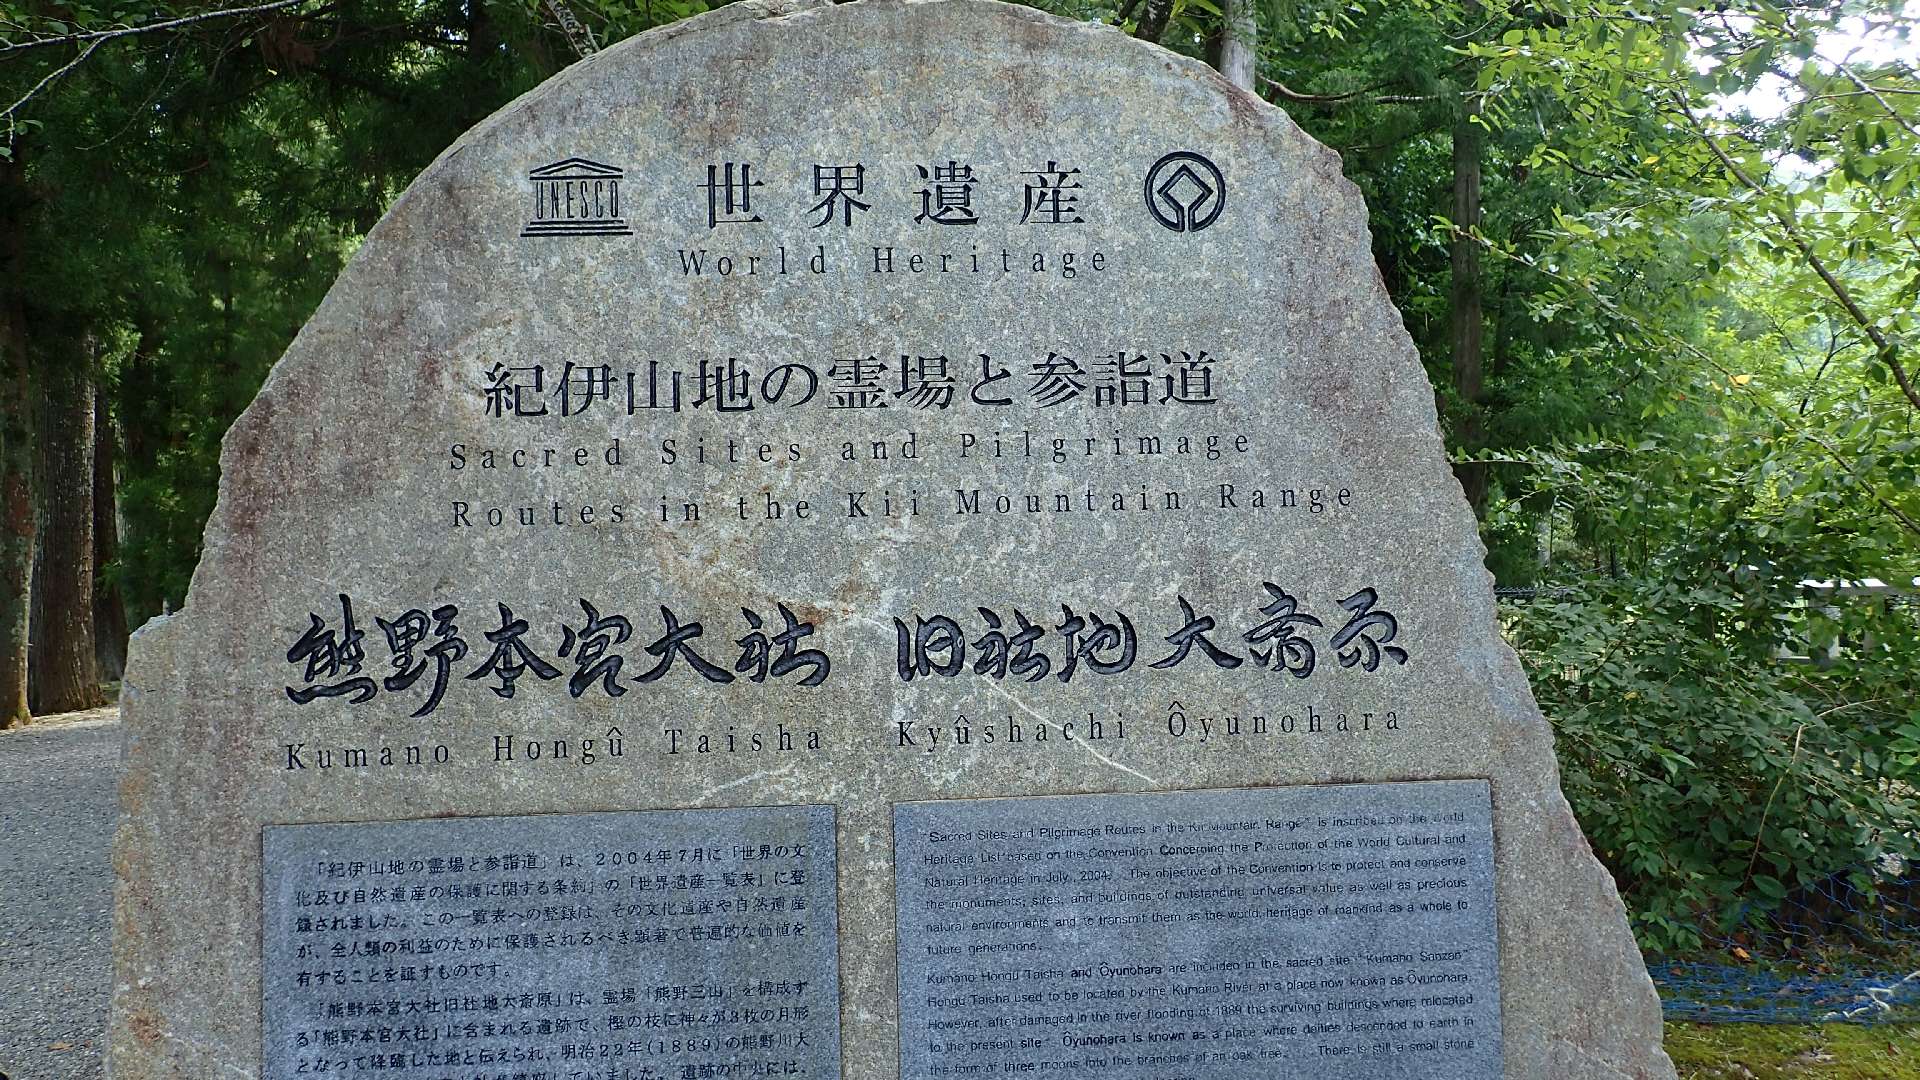 UNESCO 世界遺産
World Heritage
紀伊山地の霊場と参詣道
Sacred Sites and Pilgrimage
Routes in the Kii Mountain Range
熊野本宮大社 旧社地大斎原
Kumano Hongû Taisha Kyûshachi Ôyunohara
「紀伊山地の霊場と参詣道」は、2004年7月に「世界の文
化及び自然遺産の保護に関する条約」の「世界遺産一覧表」に登
録されました。この一覧表への登録は、その文化遺産や自然遺産
が、全人類の利益のために保護されるべき顕著で普遍的な価値を
有することを証すものです。
「熊野本宮大社旧社地大斎原」は、霊場「熊野三山」を構成す
る「熊野本宮大社」に含まれる遺跡で、櫟の枝に神々が3枚の月形
となって降臨した地と伝えられ、明治22年(1889)の熊野川大
いました。遺跡の中央には、
"Sacred Sites and Pilgrimage Routes in the Kii Mountain Range" is inscribed on the World
Heritage List based on the Convention Concerning the Protection of the World Cultural and
Natural Heritage in July, 2004. The objective of the Convention is to protect and conserve
the monuments, sites, and buildings of outstanding universal value as well as precious
natural environments and to transmit them as the world heritage of mankind as a whole to
future generations.
Kumano Hongû Taisha and Ôyunohara are included in the sacred site "Kumano Sanzan"
Hongû Taisha used to be located by the Kumano River at a place now known as Ôyunohara.
However, after damaged in the river flooding of 1889 the surviving buildings where relocated
to the present site. Ôyunohara is known as a place where deities descended to earth in
the form of three moons into the branches of an oak tree. There is still a small stone